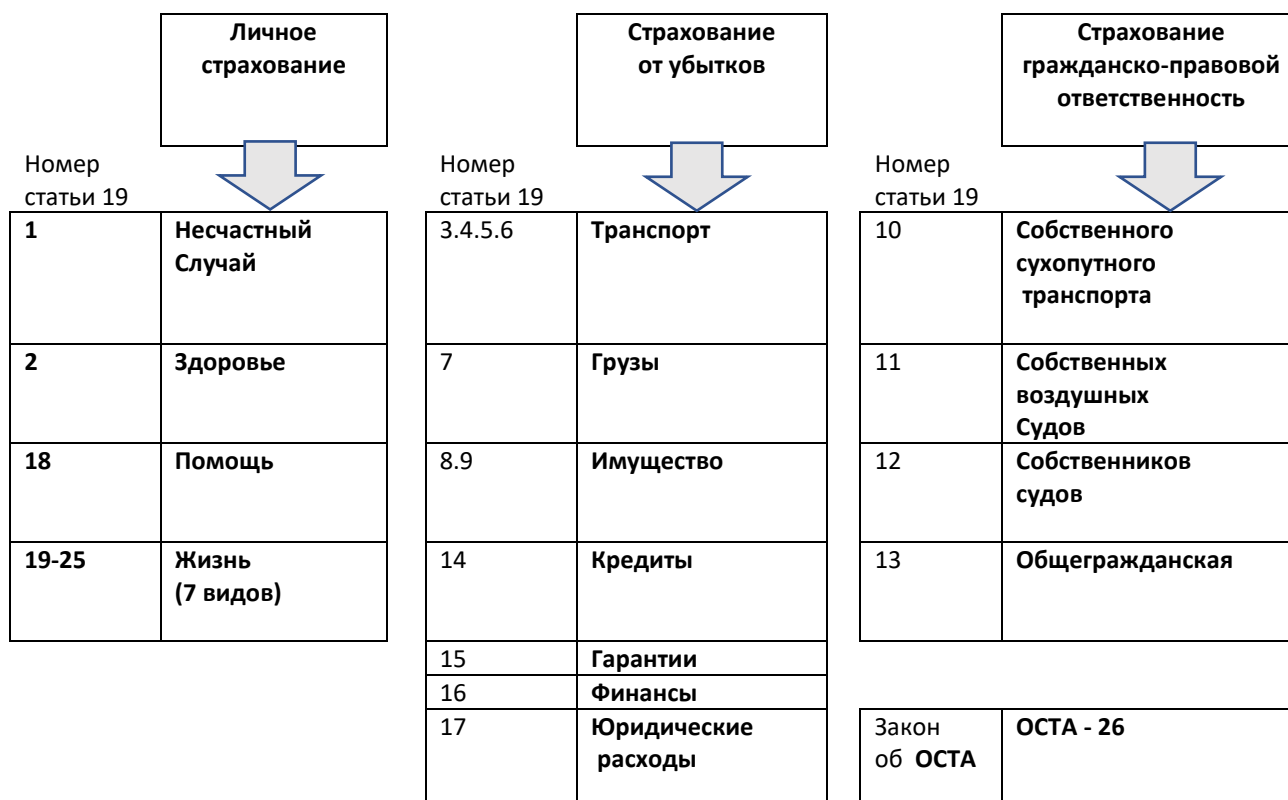 Личное
страхование
Страхование
от убытков
Страхование
гражданско-правовой
ответственность
Номер
статьи 19
Номер
статьи 19
Номер
статьи 19
1 Несчастный
Случай
3.4.5.6 Транспорт
10 Собственного
сухопутного
транспорта
2 Здоровье
7 Грузы
11 Собственных
воздушных
Судов
18 Помощь
8.9 Имущество
12 Собственников
судов
19-25 Жизнь
(7 видов)
14 Кредиты
13 Общегражданская
15 Гарантии
16 Финансы
17 Юридические
расходы
Закон
об ОСТА
ОСТА - 26